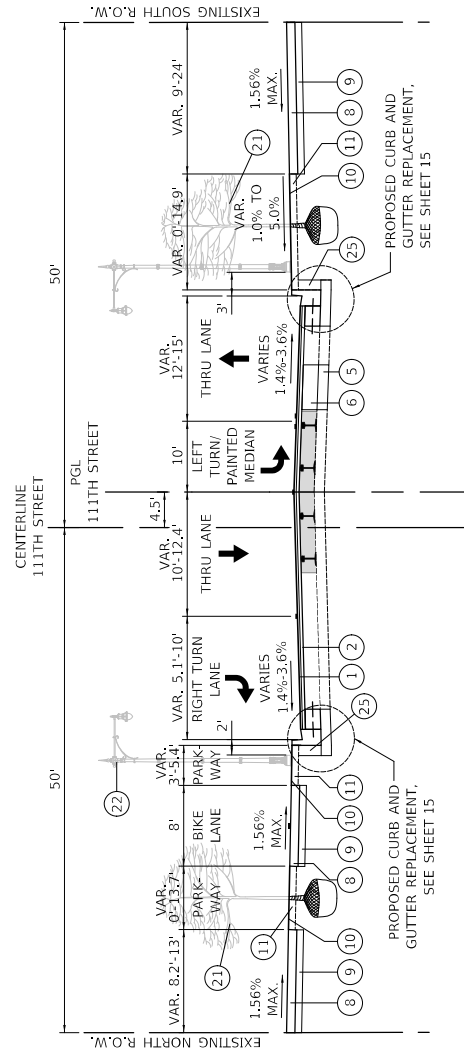 CENTERLINE
111TH STREET
50'
50'
PGL
111TH STREET
4.5'
EXISTING NORTH R.O.W.
EXISTING SOUTH R.O.W.
VAR. 8.2'-13'
VAR.
0'-13.7'
PARK-
WAY
8'
BIKE
LANE
VAR.
3'-5.4'
PARK-
WAY
VAR. 5.1'-10'
RIGHT TURN
LANE
VAR.
10'-12.4'
THRU LANE
10'
LEFT
TURN/
PAINTED
MEDIAN
VAR.
12'-15'
THRU LANE
VAR. 0'-14.9'
VAR. 9'-24'
22
21
21
2'
3'
1.56%
MAX.
1.56%
MAX.
VARIES
1.4%-3.6%
VARIES
1.4%-3.6%
VAR.
1.0% TO
5.0%
1.56%
MAX.
8
9
10
11
8
9
10
11
25
1
2
6
5
25
10
11
8
9
PROPOSED CURB AND
GUTTER REPLACEMENT,
SEE SHEET 15
PROPOSED CURB AND
GUTTER REPLACEMENT,
SEE SHEET 15